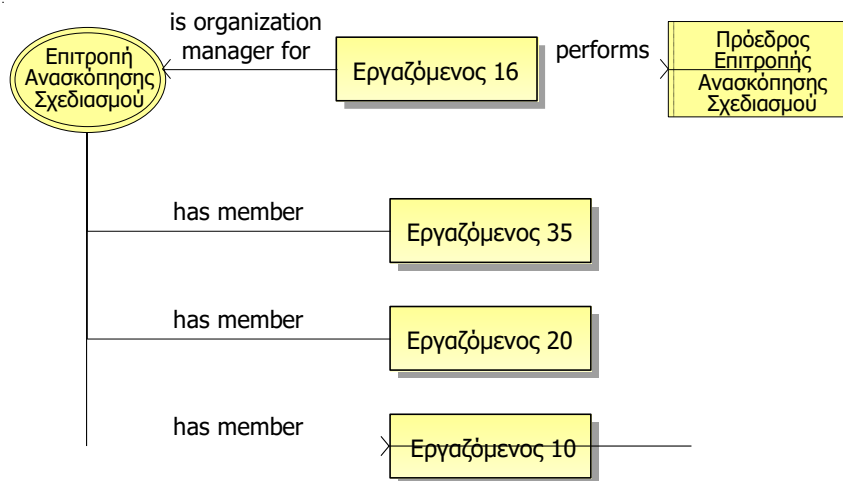 Επιτροπή
Ανασκόπησης
Σχεδιασμού
is organization
manager for
Εργαζόμενος 16
performs
Πρόεδρος
Επιτροπής
Ανασκόπησης
Σχεδιασμού
has member
Εργαζόμενος 35
has member
Εργαζόμενος 20
has member
Εργαζόμενος 10